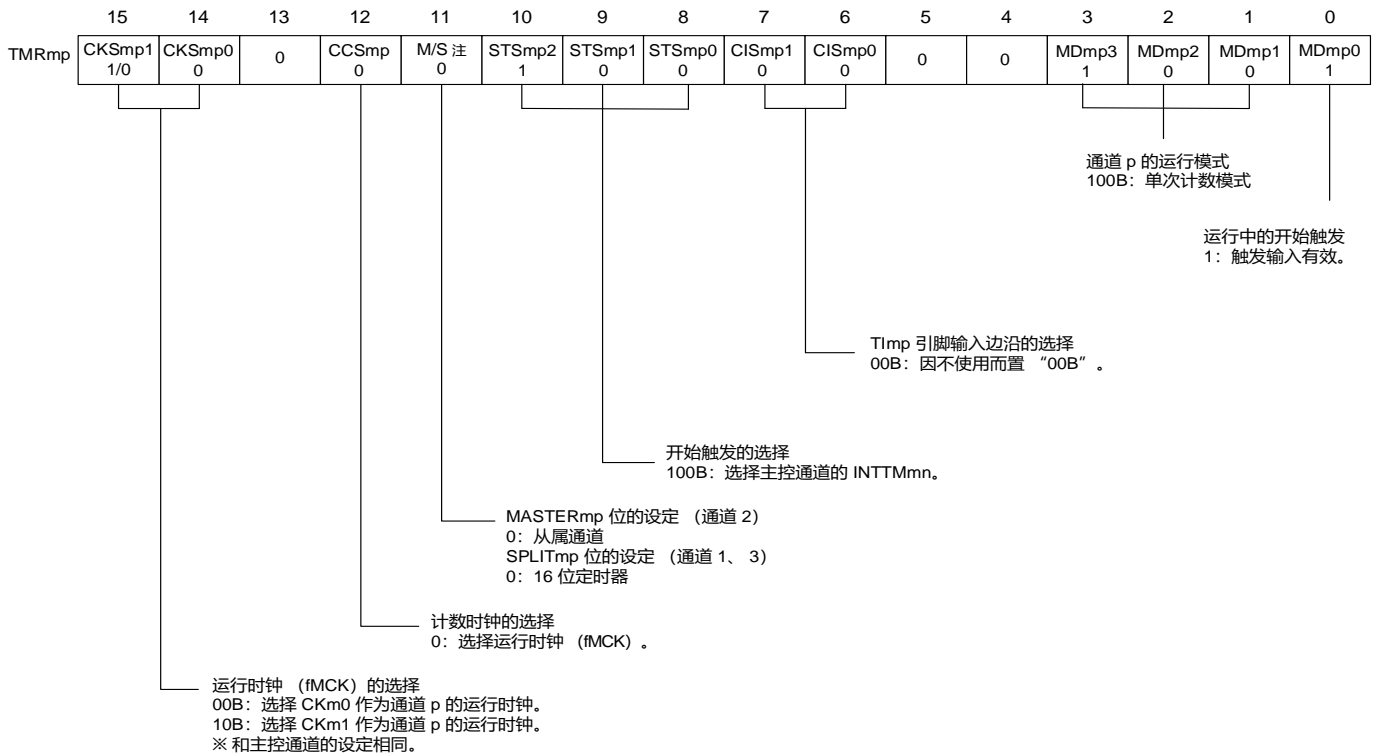 15 14 13 12 11 10 9 8 7 6 5 4 3 2 1 0
TMRmp CKSmp1 CKSmp0 0 CCSmp M/S 注 STSmp2 STSmp1 STSmp0 CISmp1 CISmp0 0 0 MDmp3 MDmp2 MDmp1 MDmp0
1/0 0 0 0 1 0 0 0 0 1 0 0 1
通道 p 的运行模式
100B：单次计数模式
运行中的开始触发
1：触发输入有效。
TImp 引脚输入边沿的选择
00B：因不使用而置 “00B”。
开始触发的选择
100B：选择主控通道的 INTTMmn。
MASTERmp 位的设定 （通道 2）
0：从属通道
SPLITmp 位的设定 （通道 1、 3）
0：16 位定时器
计数时钟的选择
0：选择运行时钟 （fMCK）。
运行时钟 （fMCK）的选择
00B：选择 CKm0 作为通道 p 的运行时钟。
10B：选择 CKm1 作为通道 p 的运行时钟。
※ 和主控通道的设定相同。